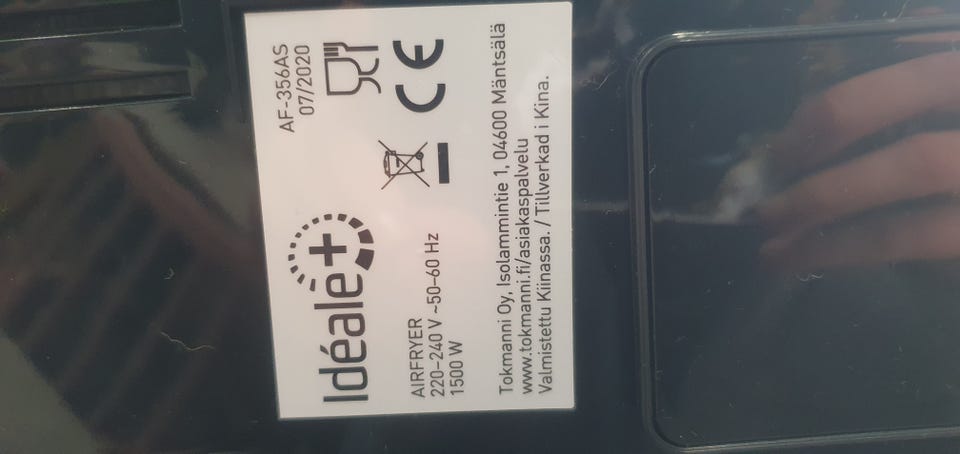 Idéale+
AF-356AS
07/2020
AIRFRYER
220–240 V ~50–60 Hz
1500 W
CE
Tokmanni Oy, Isolammintie 1, 04600 Mäntsälä
www.tokmanni.fi/asiakaspalvelu
Valmistettu Kiinassa. / Tillverkad i Kina.